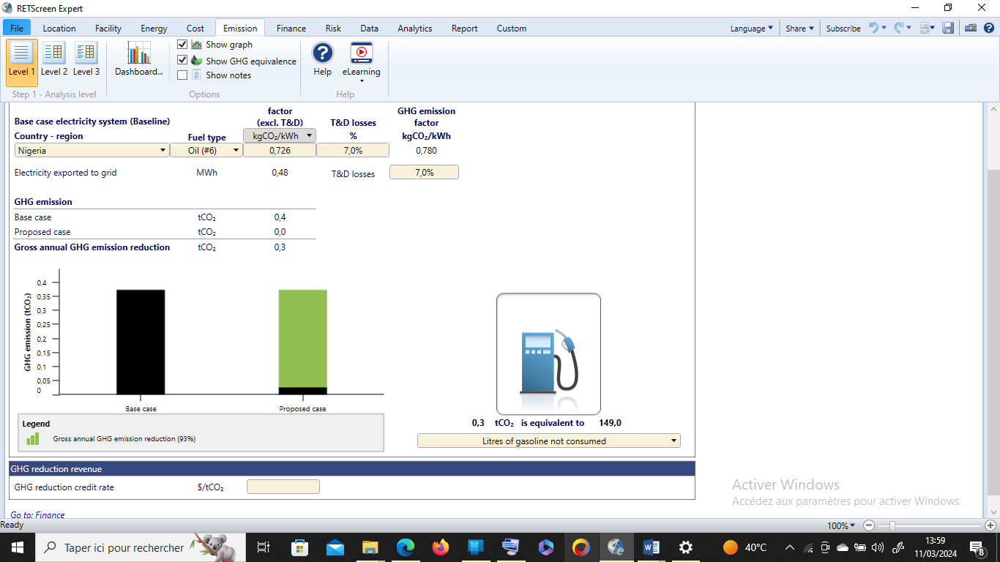 RETScreen Expert
File Location Facility Energy Cost Emission Finance Risk Data Analytics Report Custom Language Share Subscribe
Level 1 Level 2 Level 3
Step 1 - Analysis level
Dashboard...
Show graph
Show GHG equivalence
Show notes
Options
Help eLearning
Help
factor GHG emission
Base case electricity system (Baseline) (excl. T&D) T&D losses factor
Country - region Fuel type kgCO₂/kWh % kgCO₂/kWh
Nigeria Oil (#6) 0,726 7,0% 0,780
Electricity exported to grid MWh 0,48 T&D losses 7,0%
GHG emission
Base case tCO₂ 0,4
Proposed case tCO₂ 0,0
Gross annual GHG emission reduction tCO₂ 0,3
GHG emission (tCO₂)
0,4
0,35
0,3
0,25
0,2
0,15
0,1
0,05
0
Base case Proposed case
Legend
Gross annual GHG emission reduction (93%)
0,3 tCO₂ is equivalent to 149,0
Litres of gasoline not consumed
GHG reduction revenue
GHG reduction credit rate $/tCO₂
Go to: Finance
Activer Windows
Accédez aux paramètres pour activer Windows.
Ready
100%
Taper ici pour rechercher
40°C
13:59
11/03/2024
8